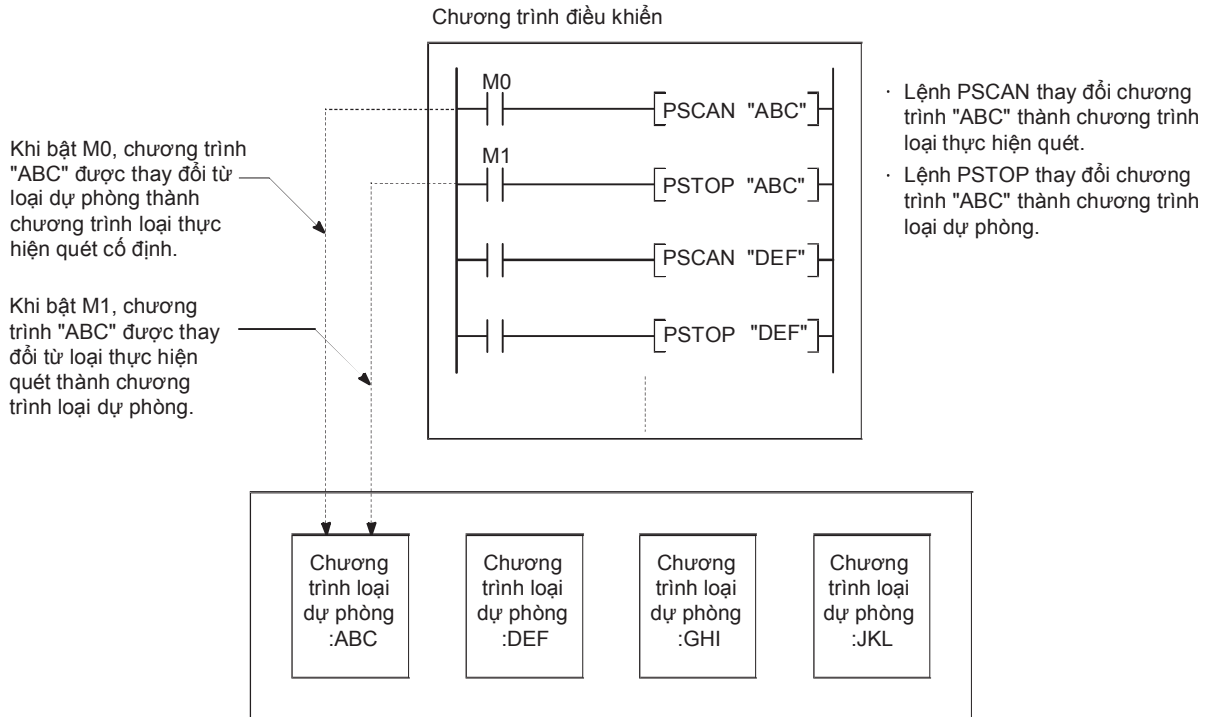 Chương trình điều khiển
M0
PSCAN "ABC"
M1
PSTOP "ABC"
PSCAN "DEF"
PSTOP "DEF"
Khi bật M0, chương trình
"ABC" được thay đổi từ
loại dự phòng thành
chương trình loại thực
hiện quét cố định.
Khi bật M1, chương
trình "ABC" được thay
đổi từ loại thực hiện
quét thành chương
trình loại dự phòng.
· Lệnh PSCAN thay đổi chương
trình "ABC" thành chương trình
loại thực hiện quét.
· Lệnh PSTOP thay đổi chương
trình "ABC" thành chương trình
loại dự phòng.
Chương
trình loại
dự phòng
:ABC
Chương
trình loại
dự phòng
:DEF
Chương
trình loại
dự phòng
:GHI
Chương
trình loại
dự phòng
:JKL